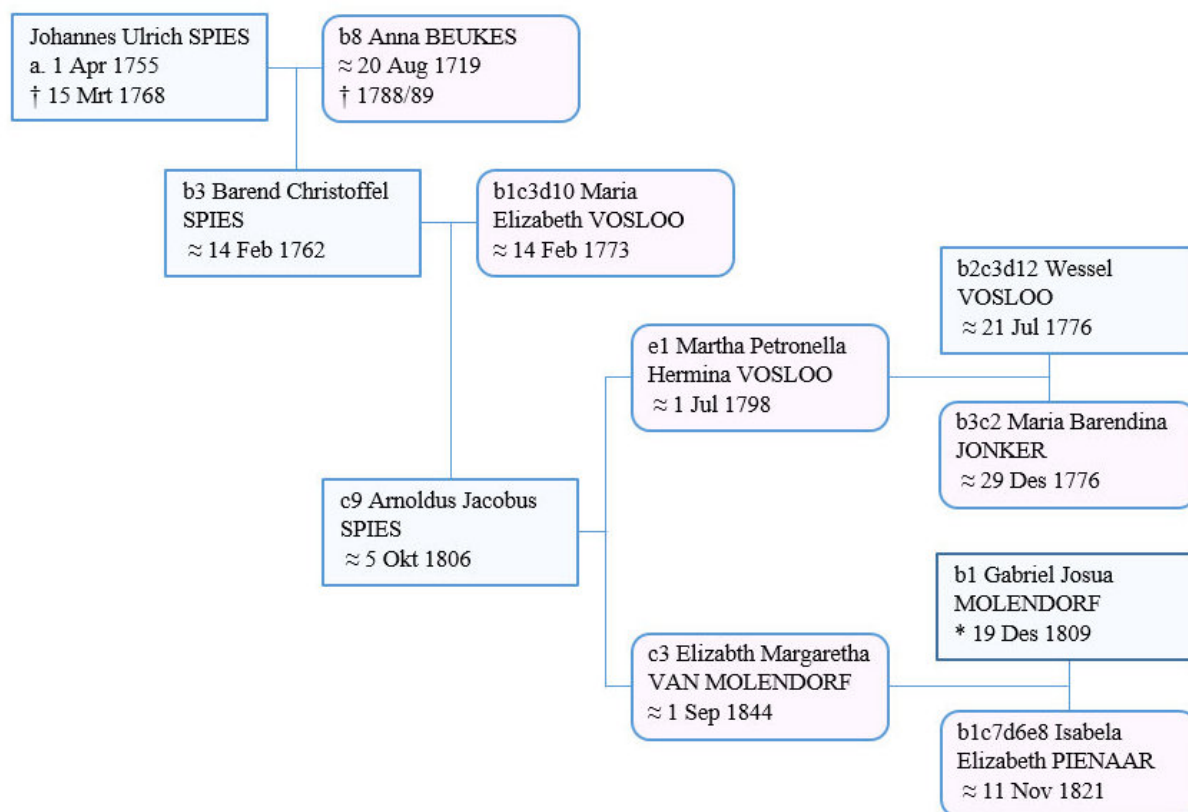 Johannes Ulrich SPIES
a. 1 Apr 1755
† 15 Mrt 1768
b8 Anna BEUKES
≈ 20 Aug 1719
† 1788/89
b3 Barend Christoffel
SPIES
≈ 14 Feb 1762
b1c3d10 Maria
Elizabeth VOSLOO
≈ 14 Feb 1773
b2c3d12 Wessel
VOSLOO
≈ 21 Jul 1776
e1 Martha Petronella
Hermina VOSLOO
≈ 1 Jul 1798
b3c2 Maria Barendina
JONKER
≈ 29 Des 1776
c9 Arnoldus Jacobus
SPIES
≈ 5 Okt 1806
b1 Gabriel Josua
MOLENDORF
* 19 Des 1809
c3 Elizabth Margaretha
VAN MOLENDORF
≈ 1 Sep 1844
b1c7d6e8 Isabela
Elizabeth PIENAAR
≈ 11 Nov 1821